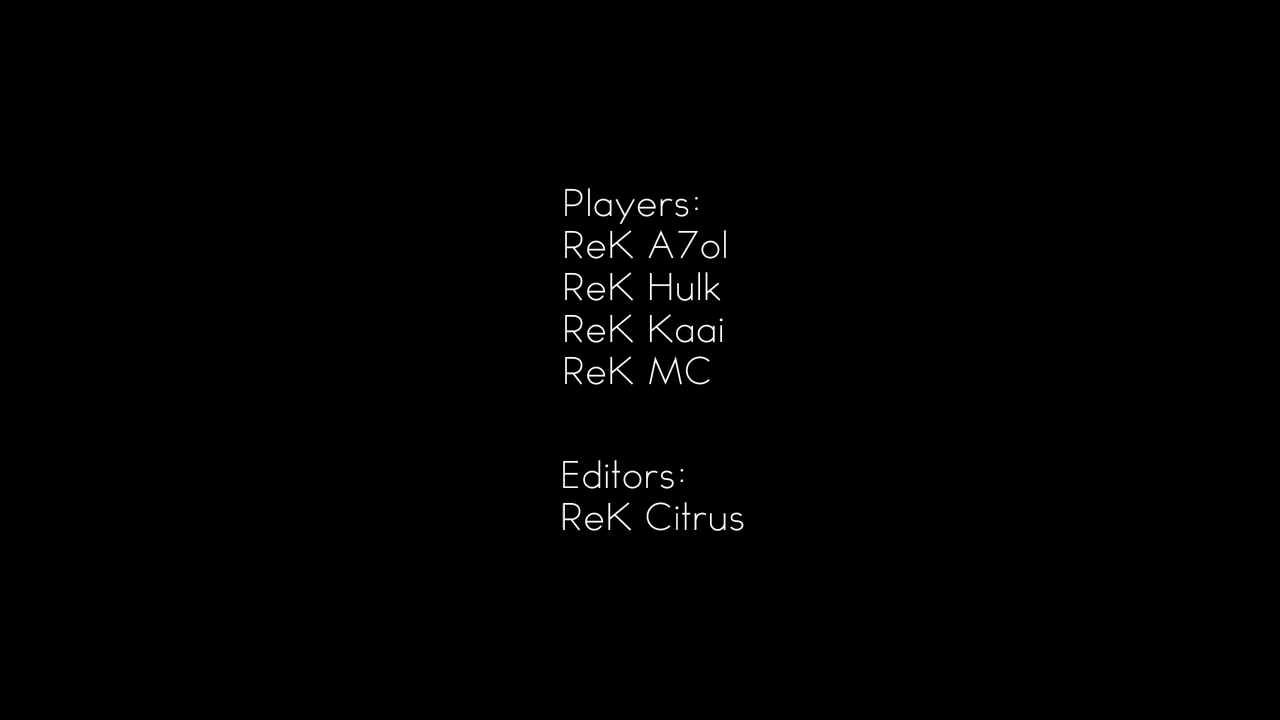 Players:
ReK A7ol
ReK Hulk
ReK Kaai
ReK MC
Editors:
ReK Citrus